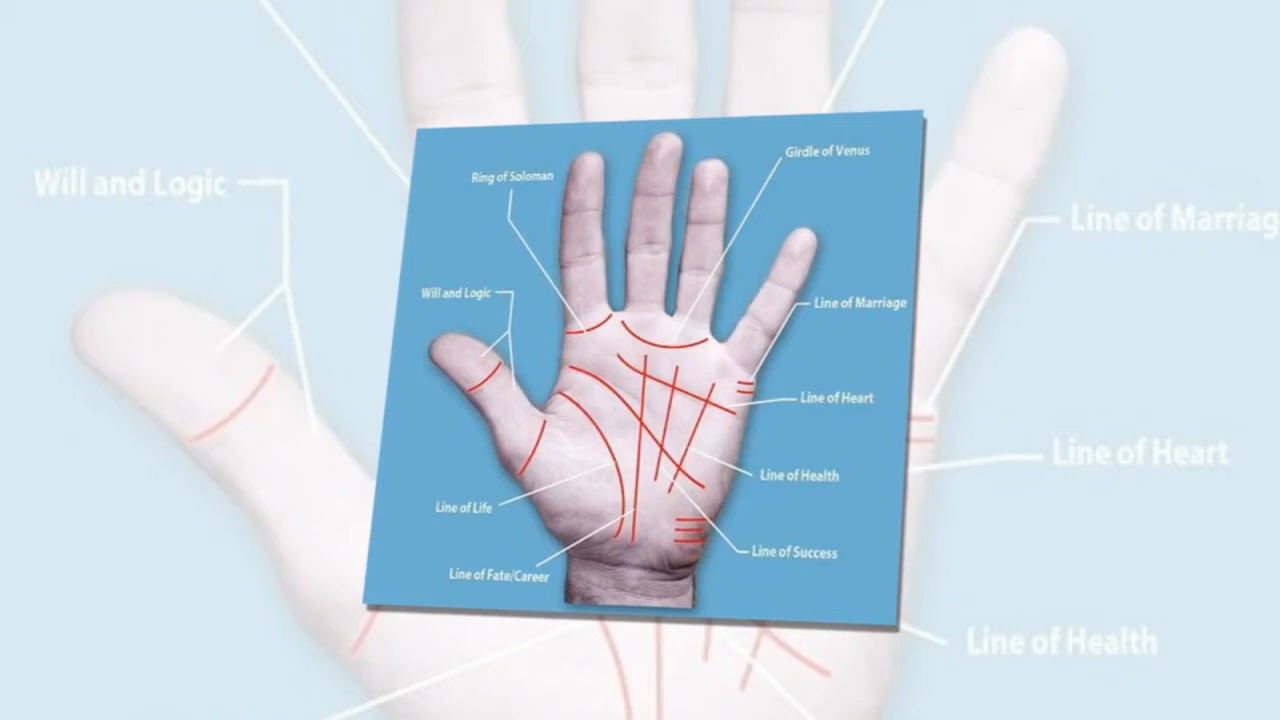 Will and Logic
Line of Marriag
Line of Heart
Line of Health
Ring of Soloman
Girdle of Venus
Will and Logic
Line of Marriage
Line of Heart
Line of Health
Line of Life
Line of Success
Line of Fate/Career